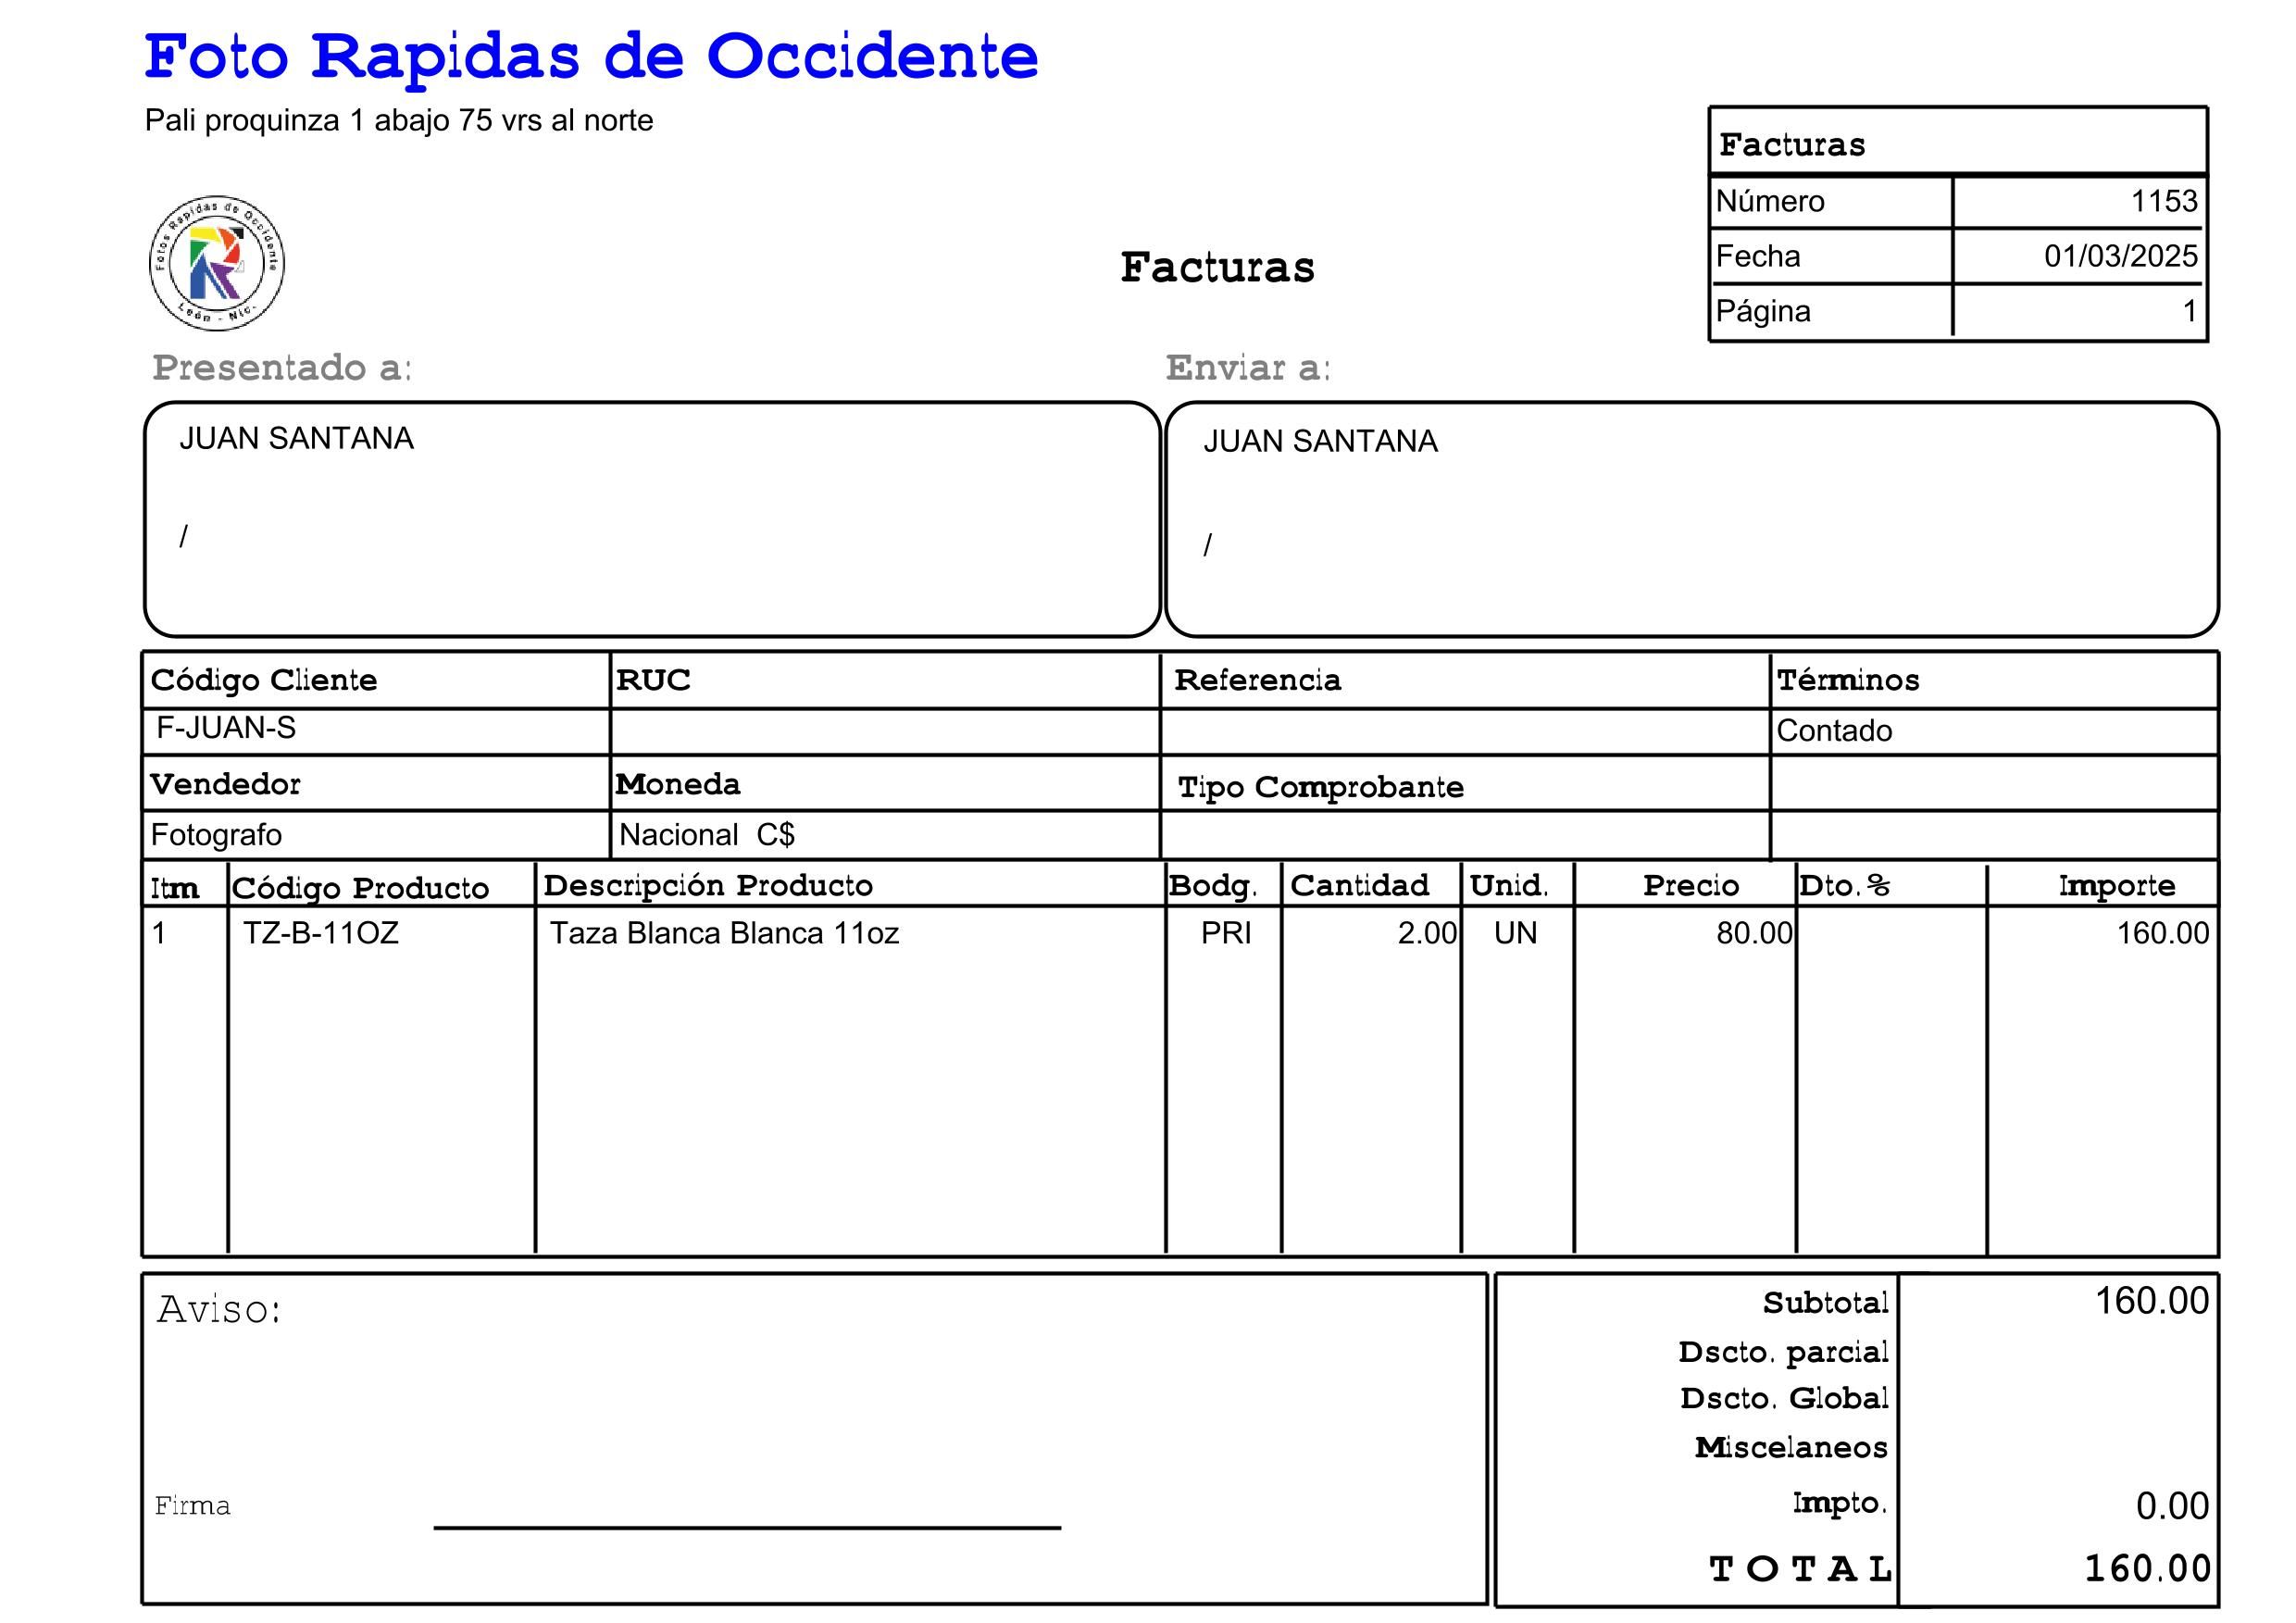 Foto Rapidas de Occidente
Pali proquinza 1 abajo 75 vrs al norte
Facturas
Número 1153
Fecha 01/03/2025
Página 1
Fotos Rapidas de Occidente
León - Nic.
Facturas
Presentado a: Enviar a:
JUAN SANTANA JUAN SANTANA
/ /
Código Cliente RUC Referencia Términos
F-JUAN-S Contado
Vendedor Moneda Tipo Comprobante
Fotografo Nacional C$
Itm Código Producto Descripción Producto Bodg. Cantidad Unid. Precio Dto.% Importe
1 TZ-B-11OZ Taza Blanca Blanca 11oz PRI 2.00 UN 80.00 160.00
Aviso:
Subtotal 160.00
Dscto. parcial
Dscto. Global
Miscelaneos
Firma
Impto. 0.00
TOTAL 160.00